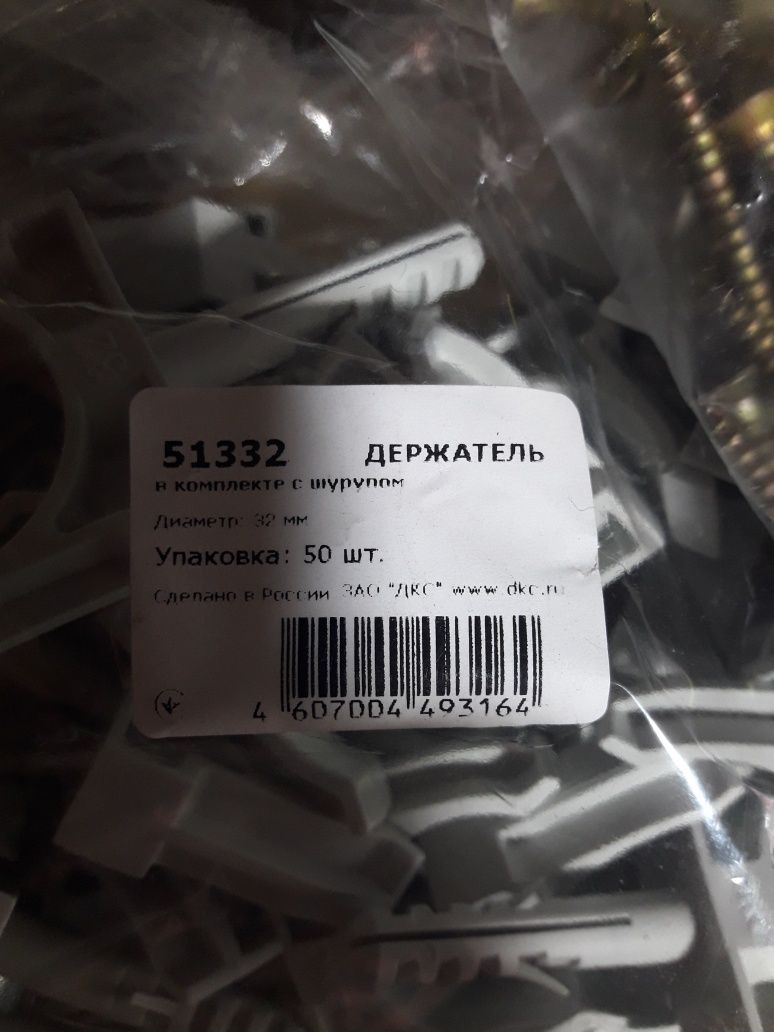 51332 ДЕРЖАТЕЛЬ
в комплекте с шурупом
Диаметр: 32 мм
Упаковка: 50 шт.
Сделано в России ЗАО "ДКС" www.dkc.ru
4 607004 493164